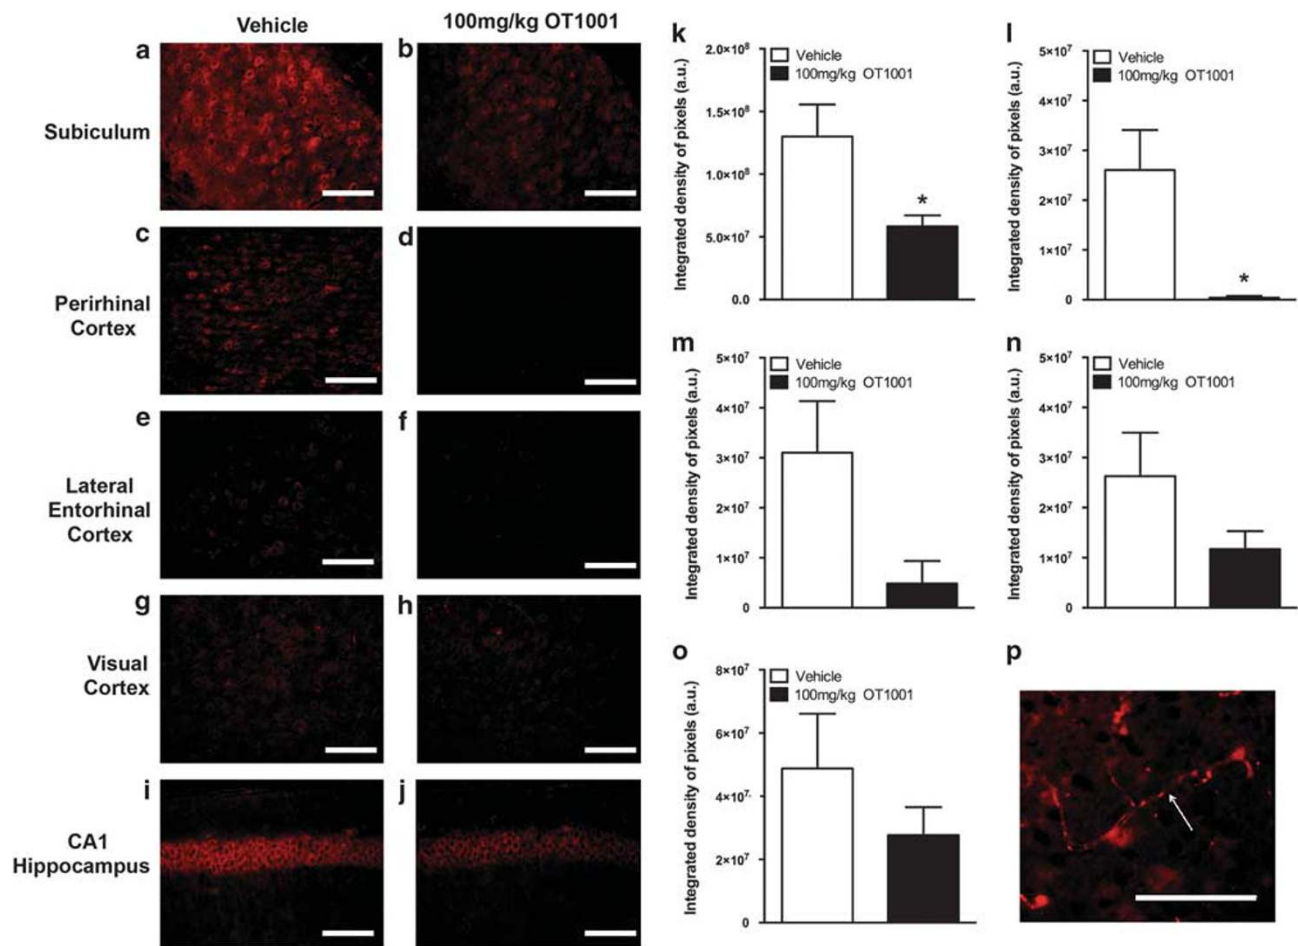 Vehicle
100mg/kg OT1001
a
b
Subiculum
c
d
Perirhinal
Cortex
e
f
Lateral
Entorhinal
Cortex
g
h
Visual
Cortex
i
j
CA1
Hippocampus
k
Integrated density of pixels (a.u.)
2.0×10⁸
1.5×10⁸
1.0×10⁸
5.0×10⁷
0.0
Vehicle
100mg/kg OT1001
*
l
Integrated density of pixels (a.u.)
5×10⁷
4×10⁷
3×10⁷
2×10⁷
1×10⁷
0
Vehicle
100mg/kg OT1001
*
m
Integrated density of pixels (a.u.)
5×10⁷
4×10⁷
3×10⁷
2×10⁷
1×10⁷
0
Vehicle
100mg/kg OT1001
n
Integrated density of pixels (a.u.)
5×10⁷
4×10⁷
3×10⁷
2×10⁷
1×10⁷
0
Vehicle
100mg/kg OT1001
o
Integrated density of pixels (a.u.)
8×10⁷
6×10⁷
4×10⁷
2×10⁷
0
Vehicle
100mg/kg OT1001
p